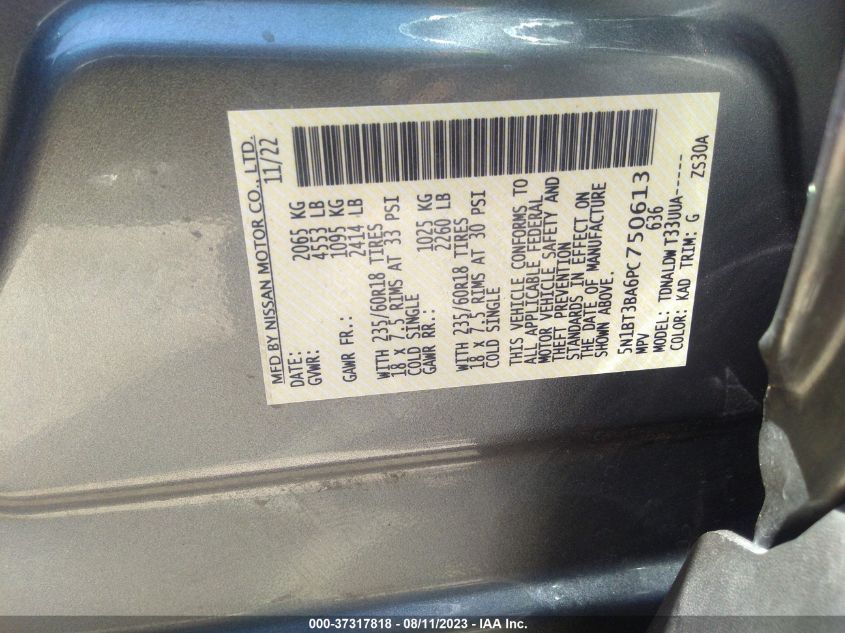 MFD BY NISSAN MOTOR CO., LTD.
DATE: 11/22
GVWR: 2065 KG
4553 LB
GAWR FR.: 1095 KG
2414 LB
WITH 235/60R18 TIRES
18 X 7.5 RIMS AT 33 PSI
COLD SINGLE
GAWR RR.: 1025 KG
2260 LB
WITH 235/60R18 TIRES
18 X 7.5 RIMS AT 30 PSI
COLD SINGLE
THIS VEHICLE CONFORMS TO
ALL APPLICABLE FEDERAL
MOTOR VEHICLE SAFETY AND
THEFT PREVENTION
STANDARDS IN EFFECT ON
THE DATE OF MANUFACTURE
SHOWN ABOVE.
5N1BT3BA6PC750613
MPV 636
MODEL: TDNALDW T33UUA------
COLOR: KAD TRIM: G ZS30A
000-37317818 - 08/11/2023 - IAA Inc.